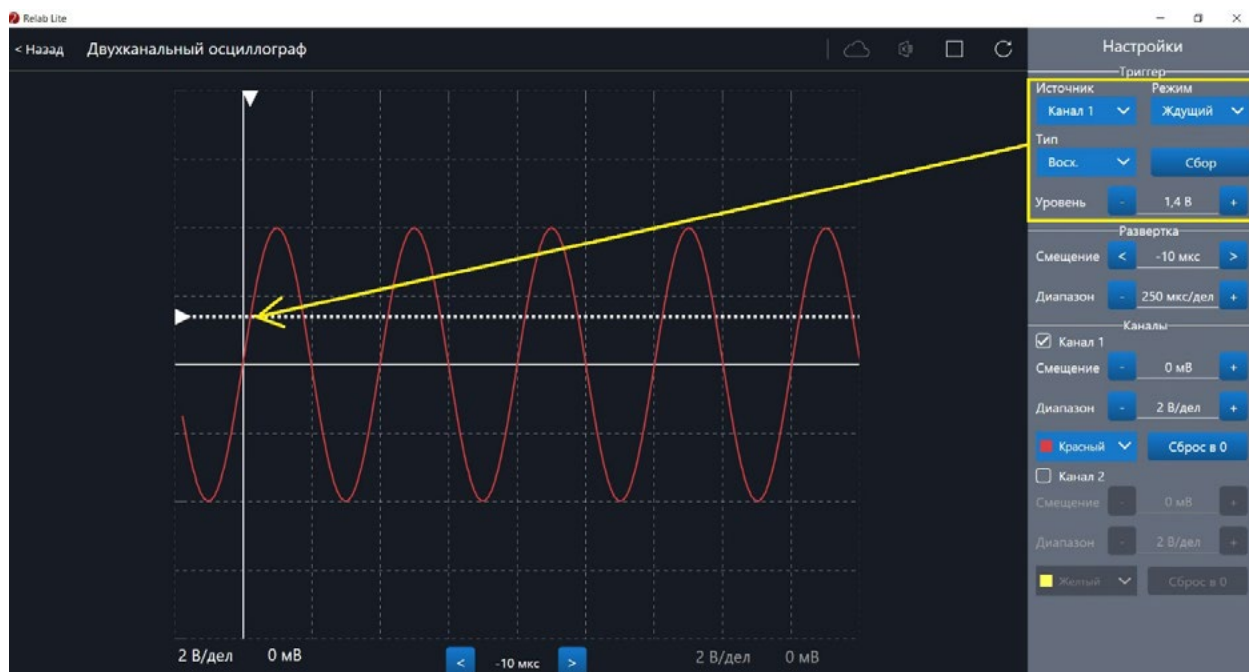 Relab Lite
< Назад Двухканальный осциллограф
Настройки
Триггер
Источник Режим
Канал 1 Ждущий
Тип
Восх. Сбор
Уровень - 1,4 В +
Развертка
Смещение < -10 мкс >
Диапазон - 250 мкс/дел +
Каналы
Канал 1
Смещение - 0 мВ +
Диапазон - 2 В/дел +
Красный Сброс в 0
Канал 2
Смещение - 0 мВ +
Диапазон - 2 В/дел +
Желтый Сброс в 0
2 В/дел 0 мВ < -10 мкс > 2 В/дел 0 мВ